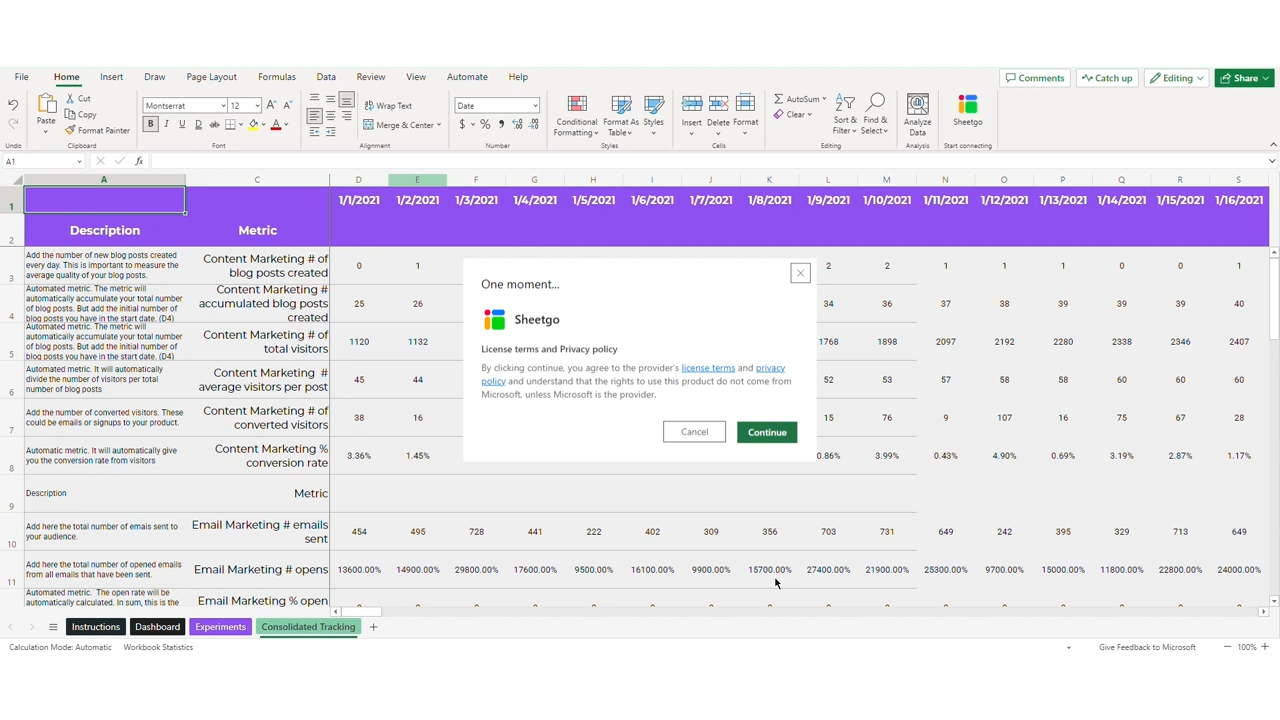 File Home Insert Draw Page Layout Formulas Data Review View Automate Help Comments Catch up Editing Share
Cut
Copy
Format Painter
Paste
Montserrat 12
B I U D ab
Wrap Text
Merge & Center
Date
$ % 9
Conditional Formatting
Format As Table
Styles
Insert Delete Format
AutoSum
Clear
Sort & Filter
Find & Select
Analyze Data
Sheetgo
Undo Clipboard Font Alignment Number Styles Cells Editing Analysis Start connecting
A1 fx
A C D E F G H I J K L M N O P Q R S
1 1/1/2021 1/2/2021 1/3/2021 1/4/2021 1/5/2021 1/6/2021 1/7/2021 1/8/2021 1/9/2021 1/10/2021 1/11/2021 1/12/2021 1/13/2021 1/14/2021 1/15/2021 1/16/2021
2 Description Metric
3 Add the number of new blog posts created
every day. This is important to measure the
average quality of your blog posts.
Content Marketing # of
blog posts created
0 1 2 2 1 1 1 0 0 1
4 Automated metric. The metric will
automatically accumulate your total number
of blog posts. But add the initial number of
blog posts you have in the start date. (D4)
Content Marketing #
accumulated blog posts
created
25 26 34 36 37 38 39 39 39 40
5 Automated metric. The metric will
automatically accumulate your total number
of blog posts. But add the initial number of
blog posts you have in the start date. (D4)
Content Marketing # of
total visitors
1120 1132 1768 1898 2097 2192 2280 2338 2346 2407
6 Automated metric. It will automatically
divide the number of visitors per total
number of blog posts
Content Marketing #
average visitors per post
45 44 52 53 57 58 58 60 60 60
7 Add the number of converted visitors. These
could be emails or signups to your product.
Content Marketing # of
converted visitors
38 16 15 76 9 107 16 75 67 28
8 Automatic metric. It will automatically give
you the conversion rate from visitors
Content Marketing %
conversion rate
3.36% 1.45% 0.86% 3.99% 0.43% 4.90% 0.69% 3.19% 2.87% 1.17%
9 Description Metric
10 Add here the total number of emais sent to
your audience.
Email Marketing # emails
sent
454 495 728 441 222 402 309 356 703 731 649 242 395 329 713 649
11 Add here the total number of opened emails
from all emails that have been sent.
Email Marketing # opens
13600.00% 14900.00% 29800.00% 17600.00% 9500.00% 16100.00% 9900.00% 15700.00% 27400.00% 21900.00% 25300.00% 9700.00% 15000.00% 11800.00% 22800.00% 24000.00%
Automated metric. The open rate will be
automatically calculated. In sum, this is the
Email Marketing % open
One moment...
Sheetgo
License terms and Privacy policy
By clicking continue, you agree to the provider's license terms and privacy
policy and understand that the rights to use this product do not come from
Microsoft, unless Microsoft is the provider.
Cancel Continue
Instructions Dashboard Experiments Consolidated Tracking
Calculation Mode: Automatic Workbook Statistics Give Feedback to Microsoft 100%